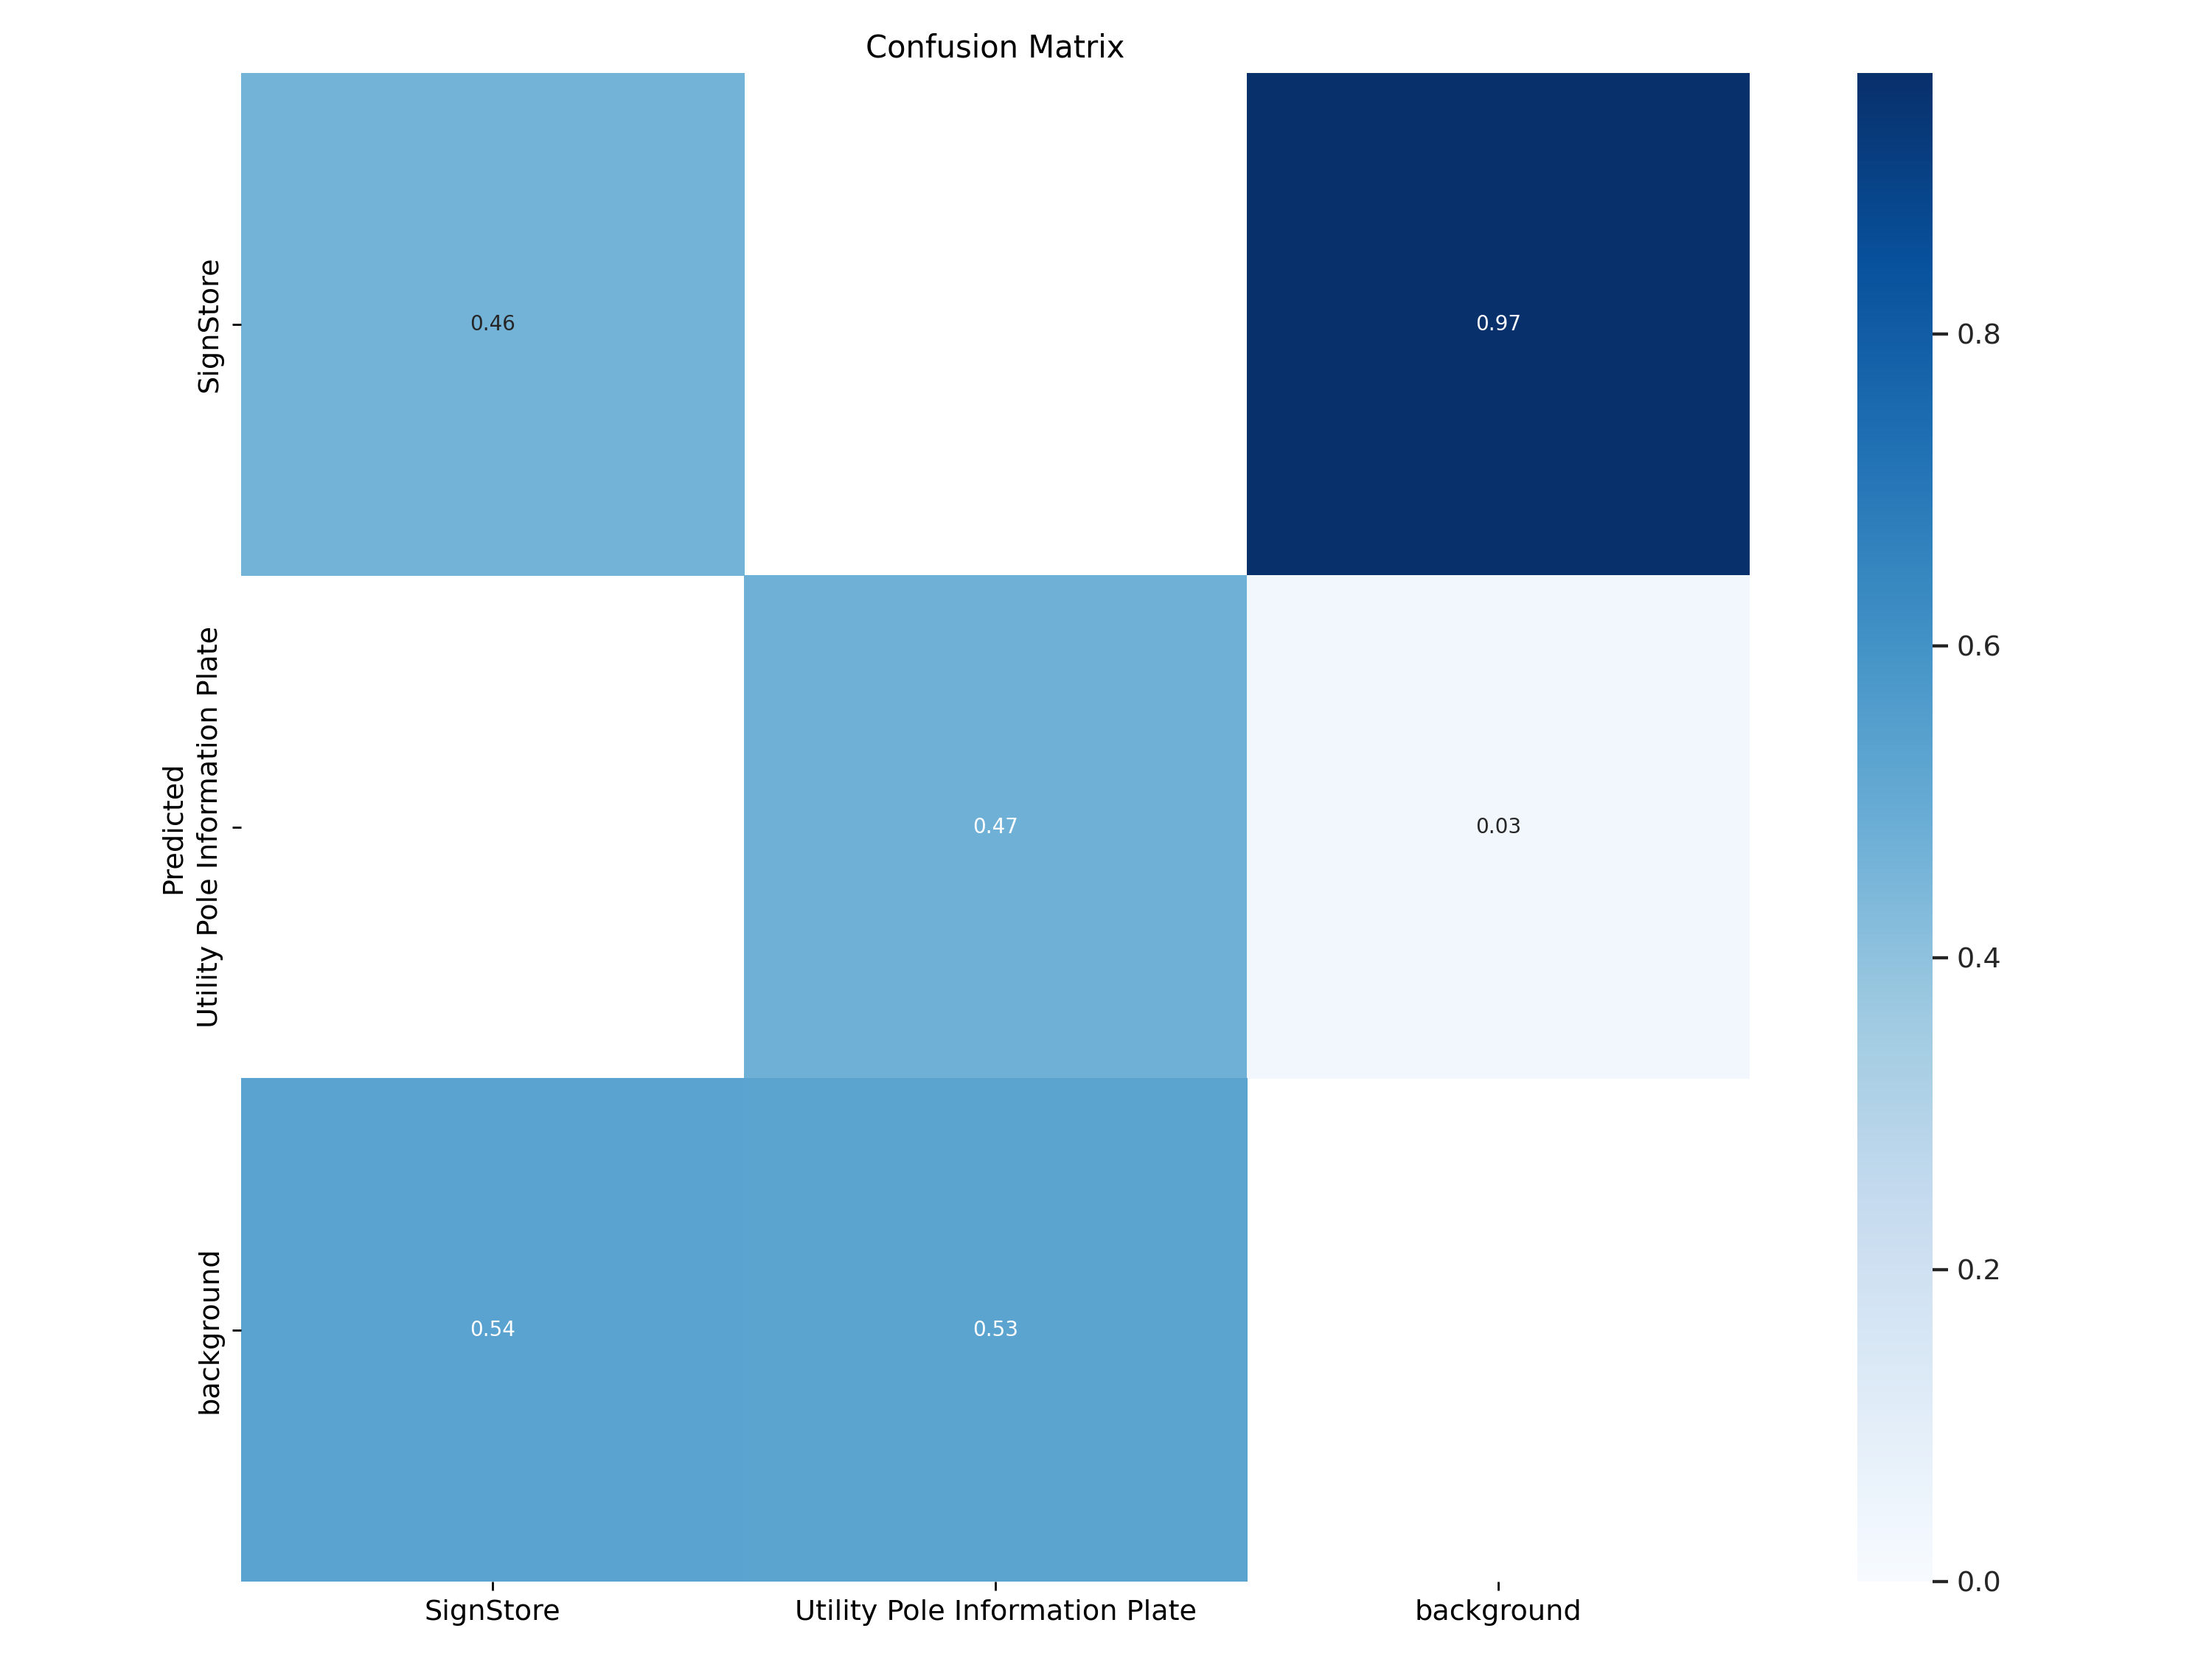 Confusion Matrix
SignStore
0.46
0.97
0.8
0.6
Predicted
Utility Pole Information Plate
0.47
0.03
0.4
background
0.54
0.53
0.2
0.0
SignStore
Utility Pole Information Plate
background